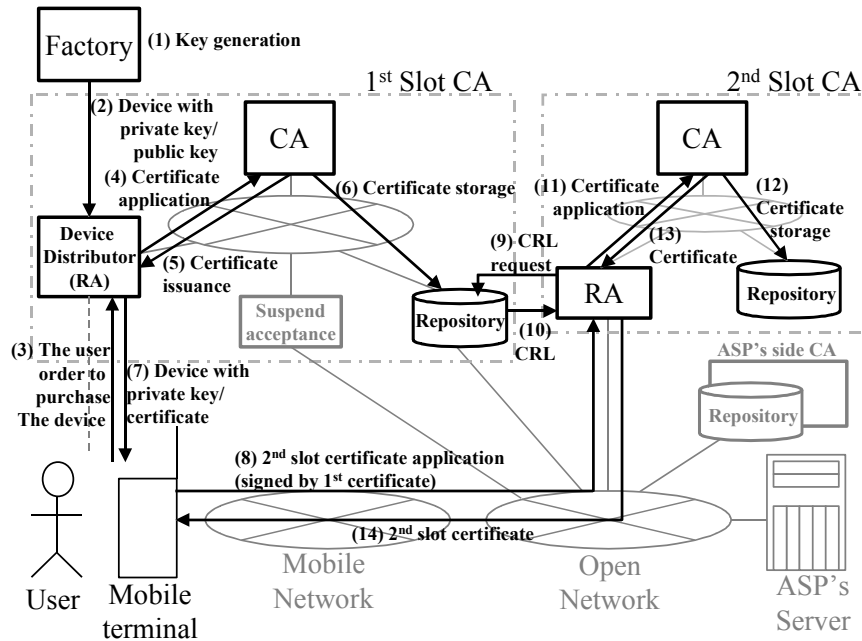 Factory
(1) Key generation
1st Slot CA
2nd Slot CA
(2) Device with
private key/
public key
CA
CA
(4) Certificate
application
(6) Certificate storage
(11) Certificate
application
(12)
Certificate
storage
Device
Distributor
(RA)
(5) Certificate
issuance
(9) CRL
request
(13)
Certificate
RA
Repository
Suspend
acceptance
Repository
(10)
CRL
(3) The user
order to
purchase
The device
(7) Device with
private key/
certificate
ASP's side CA
Repository
(8) 2nd slot certificate application
(signed by 1st certificate)
(14) 2nd slot certificate
User
Mobile
terminal
Mobile
Network
Open
Network
ASP's
Server